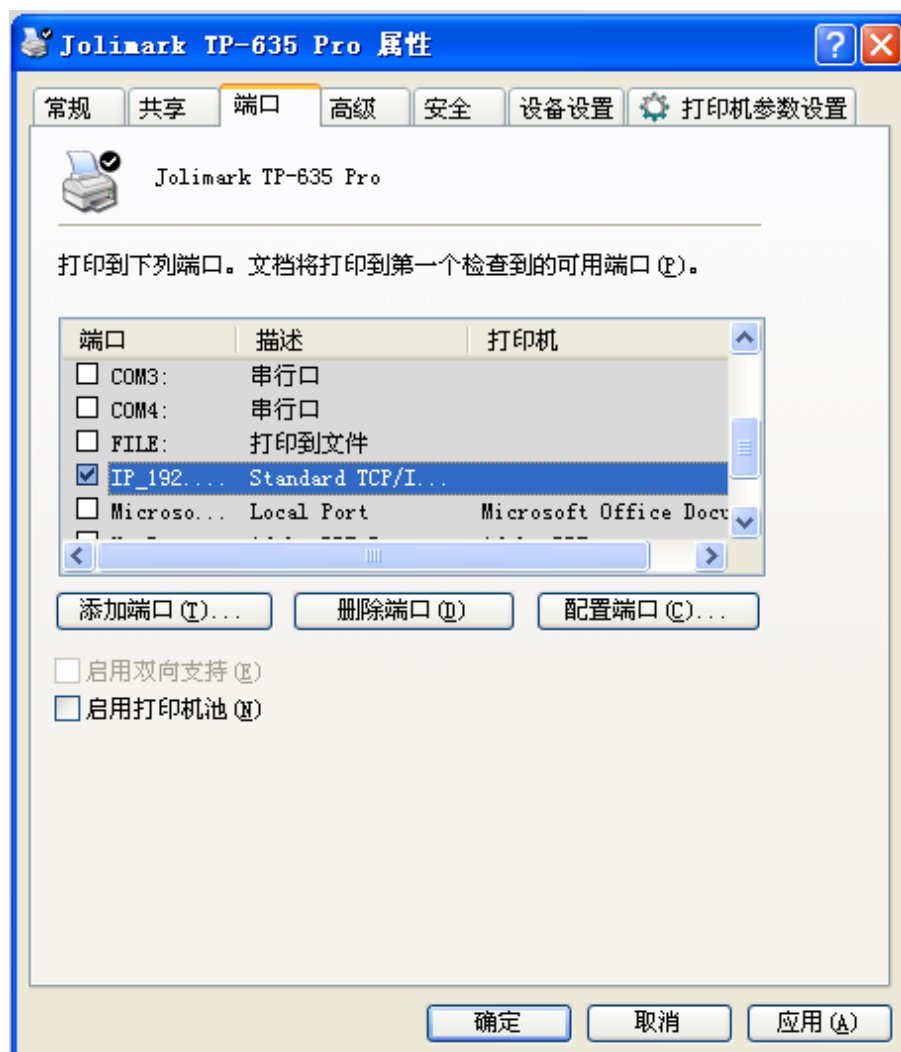 Jolimark TP-635 Pro 属性
常规 共享 端口 高级 安全 设备设置 打印机参数设置
Jolimark TP-635 Pro
打印到下列端口。文档将打印到第一个检查到的可用端口(P)。
端口 描述 打印机
COM3: 串行口
COM4: 串行口
FILE: 打印到文件
IP_192.... Standard TCP/I...
Microso... Local Port Microsoft Office Docu
添加端口(T)... 删除端口(D) 配置端口(C)...
启用双向支持(E)
启用打印机池(N)
确定 取消 应用(A)